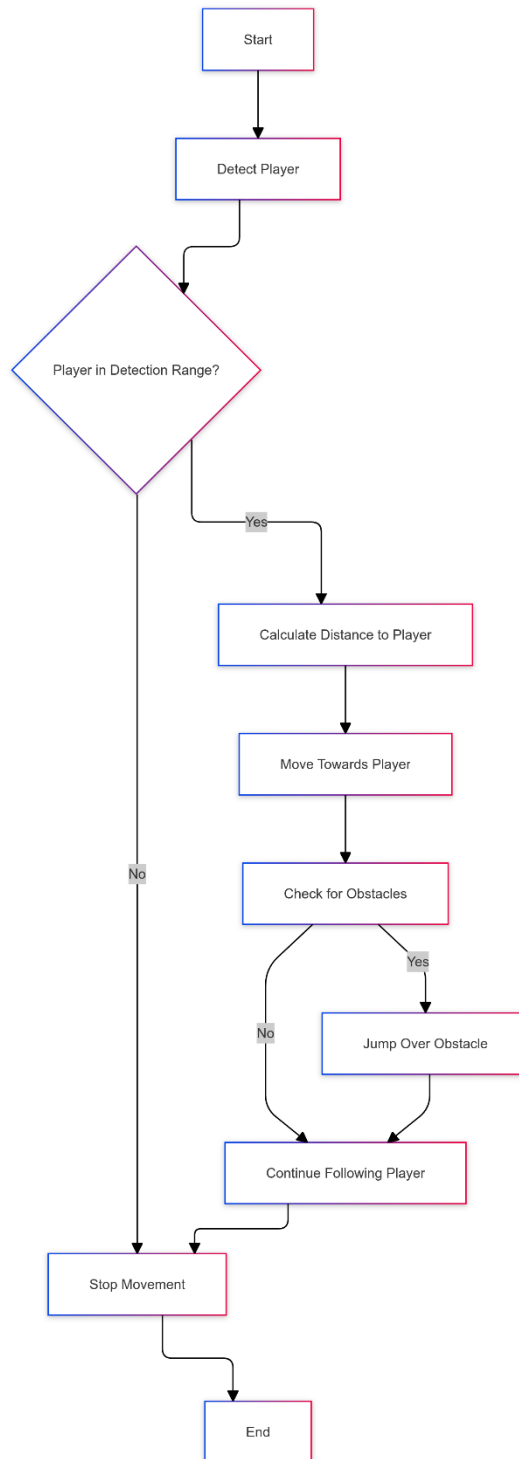 Start
Detect Player
Player in Detection Range?
Yes
Calculate Distance to Player
Move Towards Player
No
Check for Obstacles
Yes
No
Jump Over Obstacle
Continue Following Player
Stop Movement
End